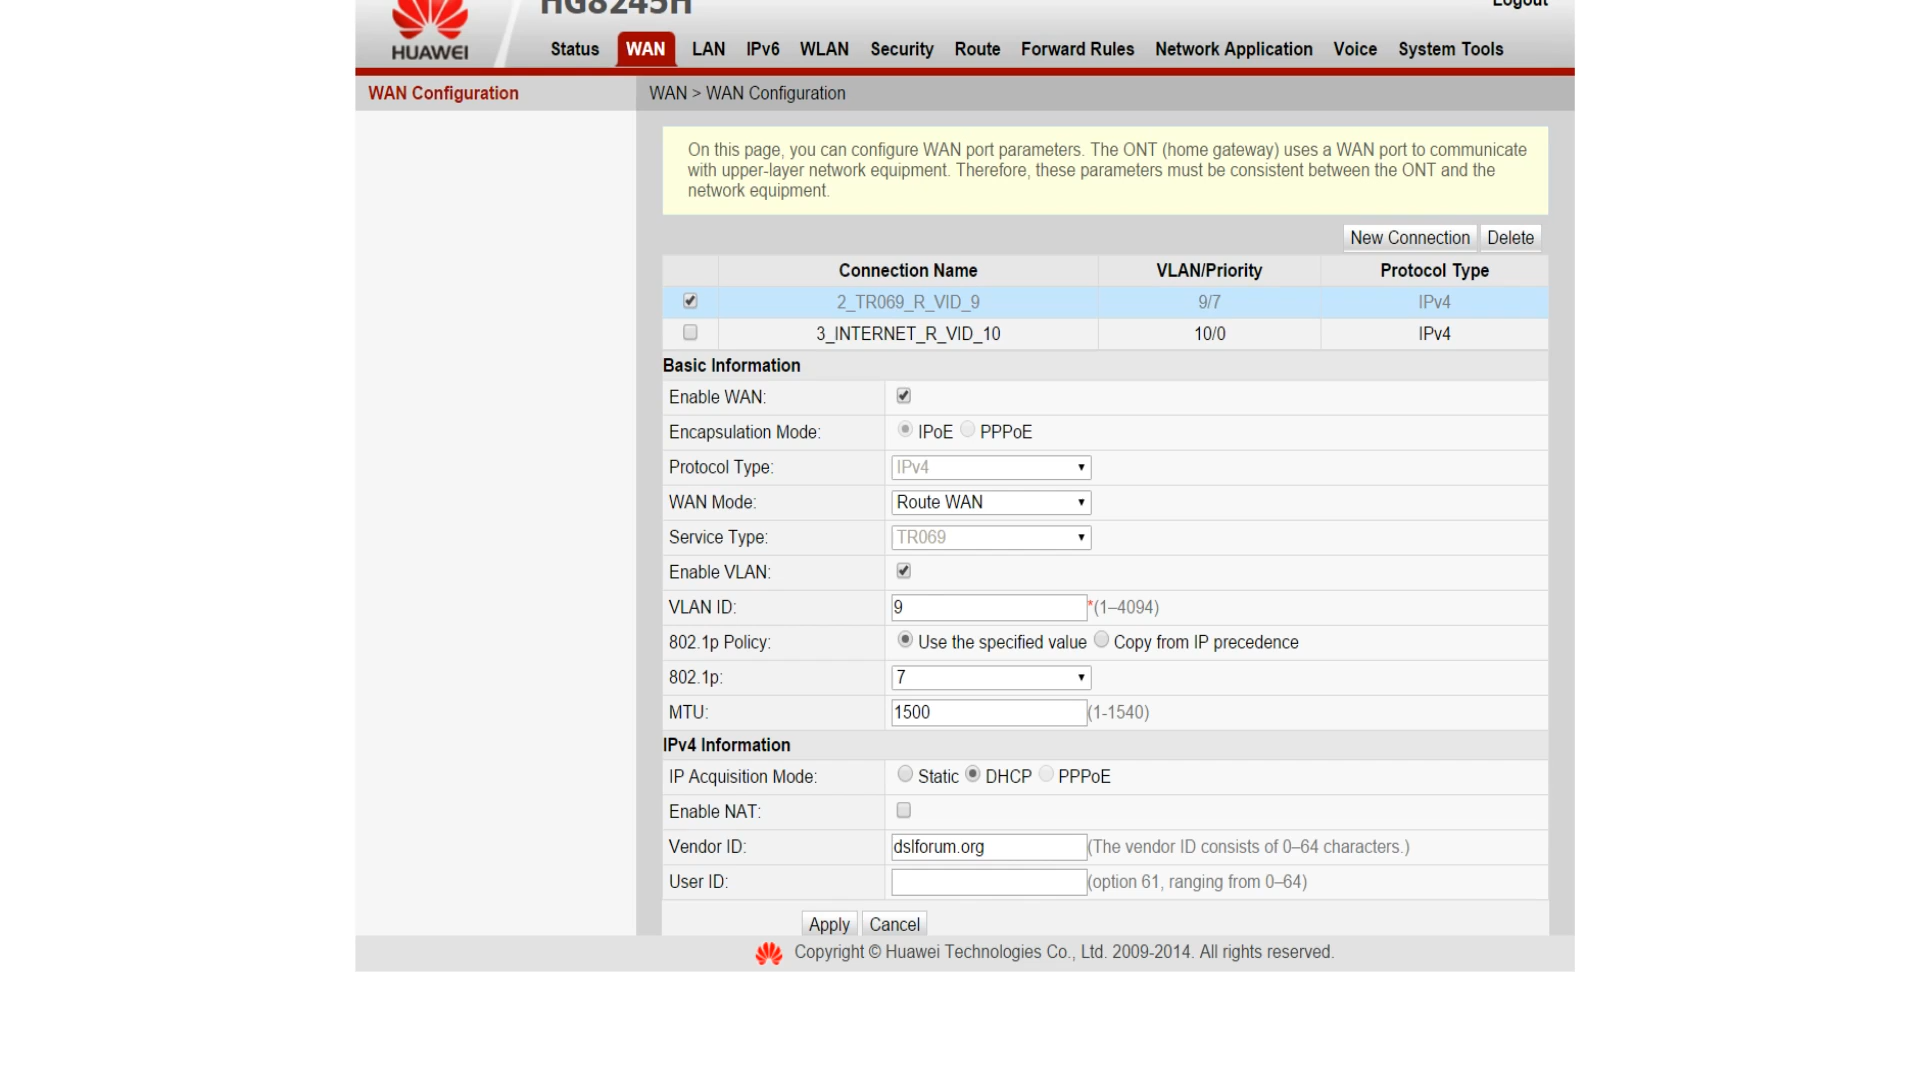 HG8245H
Logout
HUAWEI
Status WAN LAN IPv6 WLAN Security Route Forward Rules Network Application Voice System Tools
WAN Configuration
WAN > WAN Configuration
On this page, you can configure WAN port parameters. The ONT (home gateway) uses a WAN port to communicate
with upper-layer network equipment. Therefore, these parameters must be consistent between the ONT and the
network equipment.
New Connection Delete
Connection Name VLAN/Priority Protocol Type
2_TR069_R_VID_9 9/7 IPv4
3_INTERNET_R_VID_10 10/0 IPv4
Basic Information
Enable WAN:
Encapsulation Mode: IPoE PPPoE
Protocol Type: IPv4
WAN Mode: Route WAN
Service Type: TR069
Enable VLAN:
VLAN ID: 9 *(1–4094)
802.1p Policy: Use the specified value Copy from IP precedence
802.1p: 7
MTU: 1500 (1-1540)
IPv4 Information
IP Acquisition Mode: Static DHCP PPPoE
Enable NAT:
Vendor ID: dslforum.org (The vendor ID consists of 0–64 characters.)
User ID: (option 61, ranging from 0–64)
Apply Cancel
Copyright © Huawei Technologies Co., Ltd. 2009-2014. All rights reserved.